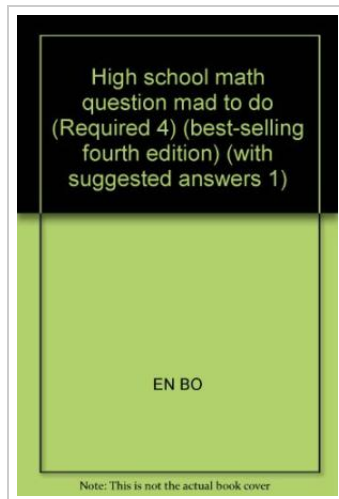 High school math
question mad to do
(Required 4) (best-selling
fourth edition) (with
suggested answers 1)
EN BO
Note: This is not the actual book cover